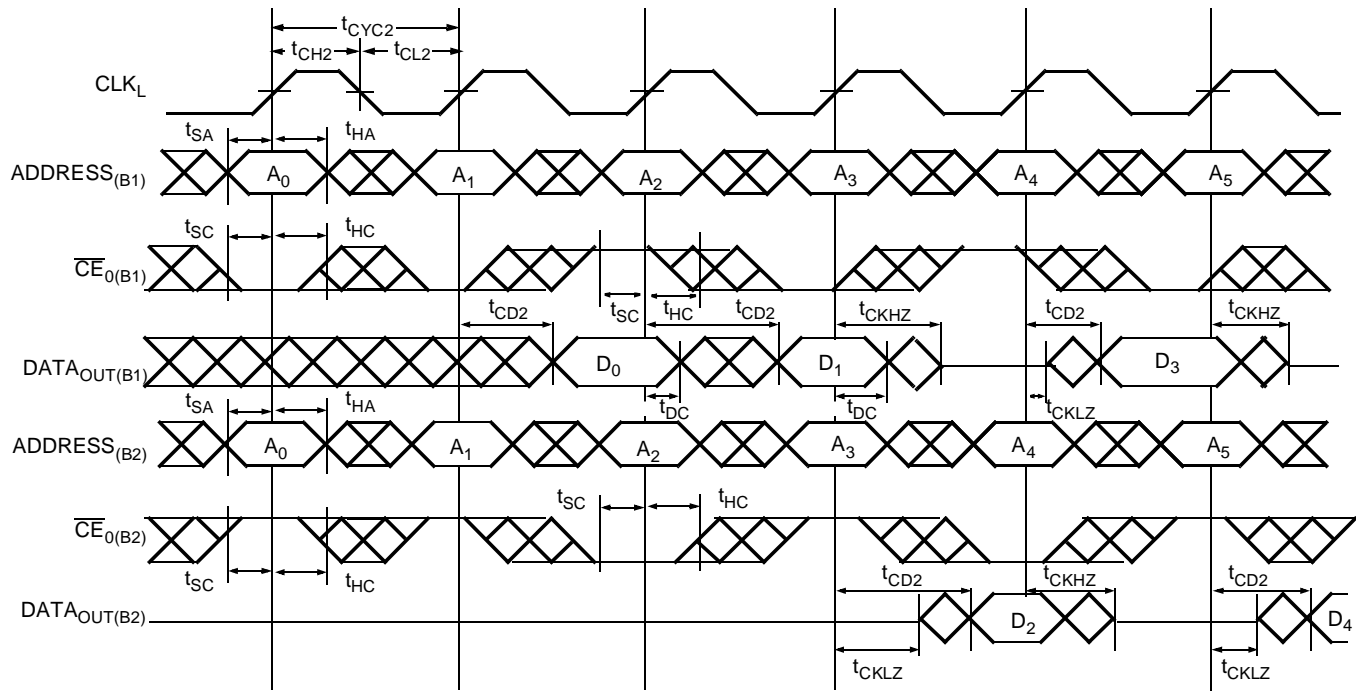 tCYC2
tCH2 tCL2
CLKL
tSA tHA
ADDRESS(B1) A0 A1 A2 A3 A4 A5
tSC tHC
CE0(B1)
tSC tHC
tCD2 tCD2 tCKHZ tCD2 tCKHZ
DATAOUT(B1) D0 D1 D3
tSA tHA tDC tDC tCKLZ
ADDRESS(B2) A0 A1 A2 A3 A4 A5
tSC tHC
CE0(B2)
tSC tHC tCD2 tCKHZ tCD2
DATAOUT(B2) D2 D4
tCKLZ tCKLZ